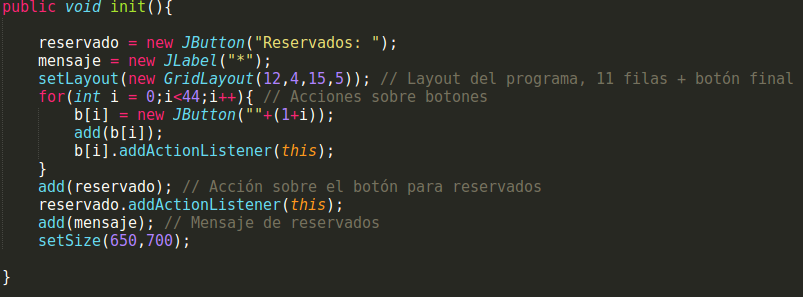 public void init(){
reservado = new JButton("Reservados: ");
mensaje = new JLabel("*");
setLayout(new GridLayout(12,4,15,5)); // Layout del programa, 11 filas + botón final
for(int i = 0;i<44;i++){ // Acciones sobre botones
b[i] = new JButton(""+(1+i));
add(b[i]);
b[i].addActionListener(this);
}
add(reservado); // Acción sobre el botón para reservados
reservado.addActionListener(this);
add(mensaje); // Mensaje de reservados
setSize(650,700);
}